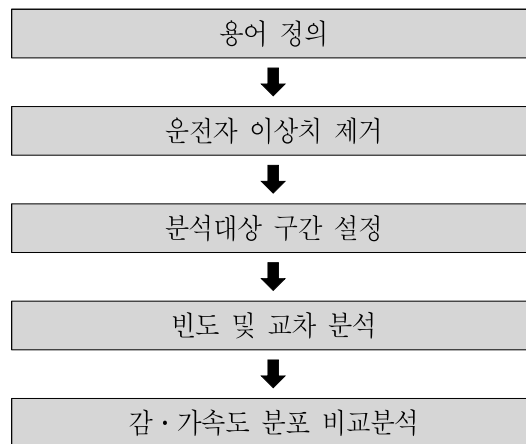 용어 정의
운전자 이상치 제거
분석대상 구간 설정
빈도 및 교차 분석
감·가속도 분포 비교분석